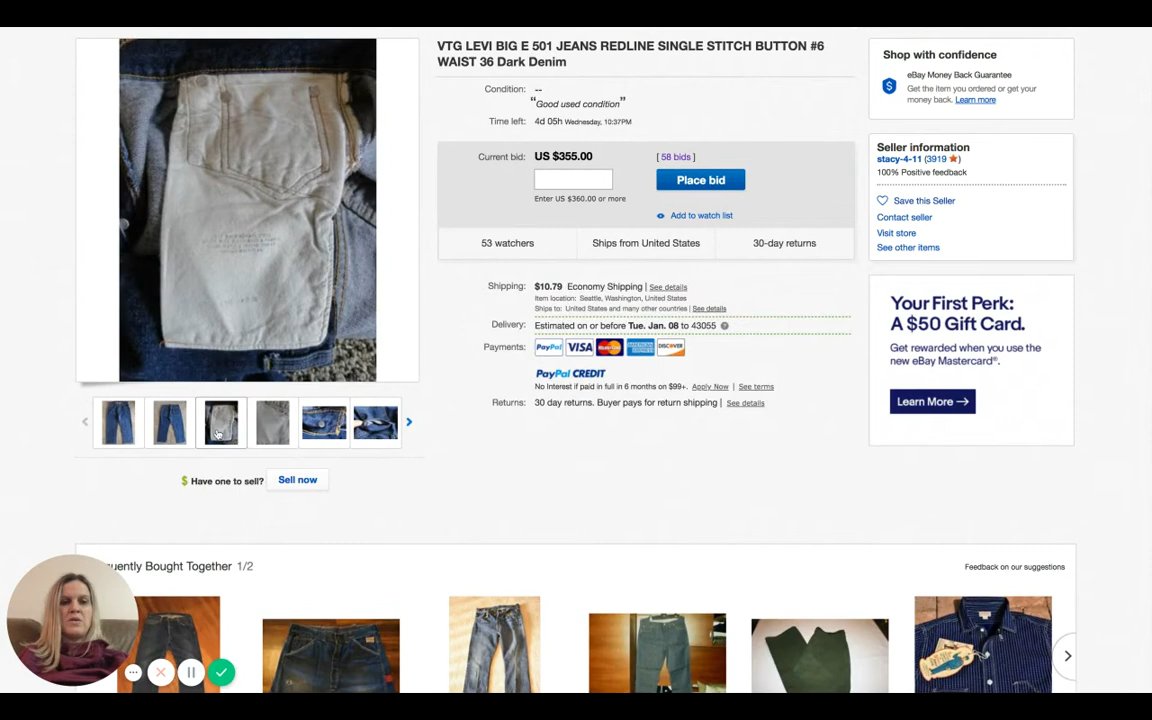 VTG LEVI BIG E 501 JEANS REDLINE SINGLE STITCH BUTTON #6
WAIST 36 Dark Denim
Condition: --
"Good used condition"
Time left: 4d 05h Wednesday, 10:37PM
Current bid: US $355.00 [ 58 bids ]
Place bid
Enter US $360.00 or more
Add to watch list
53 watchers
Ships from United States
30-day returns
Shipping: $10.79 Economy Shipping | See details
Item location: Seattle, Washington, United States
Ships to: United States and many other countries | See details
Delivery: Estimated on or before Tue. Jan. 08 to 43055
Payments: PayPal VISA MasterCard AMERICAN EXPRESS DISCOVER
PayPal CREDIT
No Interest if paid in full in 6 months on $99+. Apply Now | See terms
Returns: 30 day returns. Buyer pays for return shipping | See details
Shop with confidence
eBay Money Back Guarantee
Get the item you ordered or get your
money back. Learn more
Seller information
stacy-4-11 (3919 )
100% Positive feedback
Save this Seller
Contact seller
Visit store
See other items
Your First Perk:
A $50 Gift Card.
Get rewarded when you use the
new eBay Mastercard®.
Learn More →
$ Have one to sell? Sell now
quently Bought Together 1/2
Feedback on our suggestions